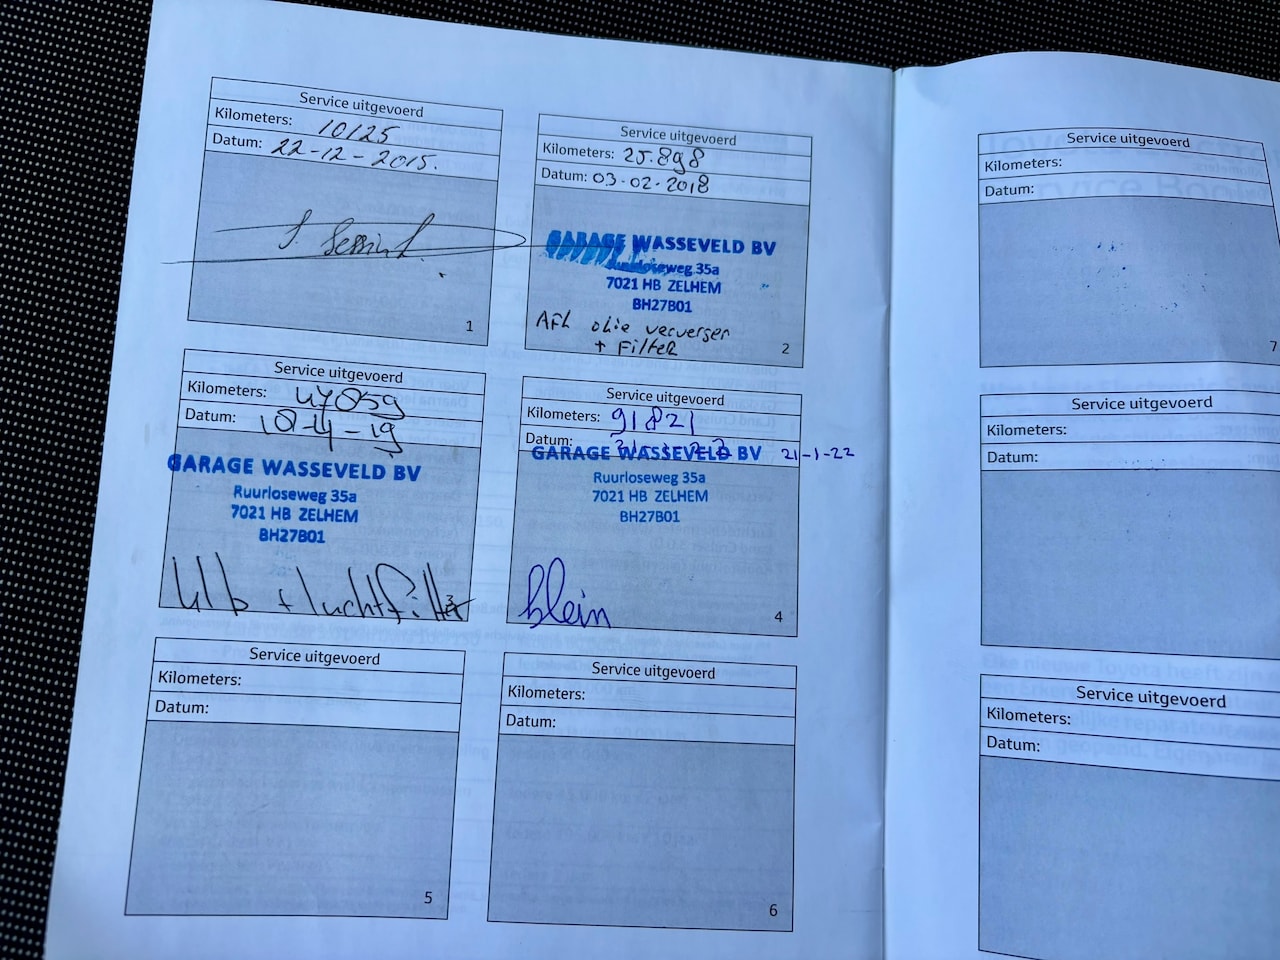 Service uitgevoerd
Kilometers: 10125
Datum: 22-12-2015.
1
Service uitgevoerd
Kilometers: 25.898
Datum: 03-02-2018
GARAGE WASSEVELD BV
Ruurloseweg 35a
7021 HB ZELHEM
BH27B01
Afl olie verversen
+ Filter
2
Service uitgevoerd
Kilometers: 47059
Datum: 18-4-19
GARAGE WASSEVELD BV
Ruurloseweg 35a
7021 HB ZELHEM
BH27B01
+ luchtfilter
3
Service uitgevoerd
Kilometers: 91821
Datum: 21-1-22
GARAGE WASSEVELD BV
Ruurloseweg 35a
7021 HB ZELHEM
BH27B01
klein
4
Service uitgevoerd
Kilometers:
Datum:
5
Service uitgevoerd
Kilometers:
Datum:
6
Service uitgevoerd
Kilometers:
Datum:
7
Service uitgevoerd
Kilometers:
Datum:
Service uitgevoerd
Kilometers:
Datum: